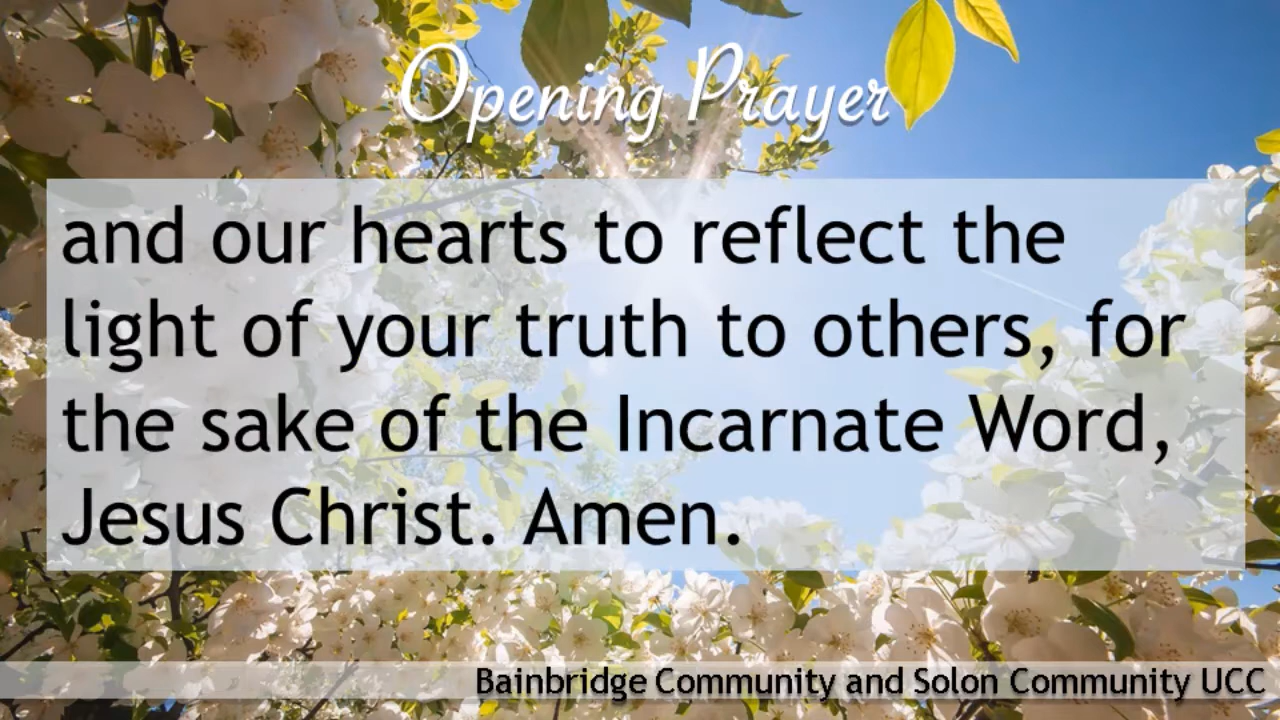 Opening Prayer
and our hearts to reflect the
light of your truth to others, for
the sake of the Incarnate Word,
Jesus Christ. Amen.
Bainbridge Community and Solon Community UCC